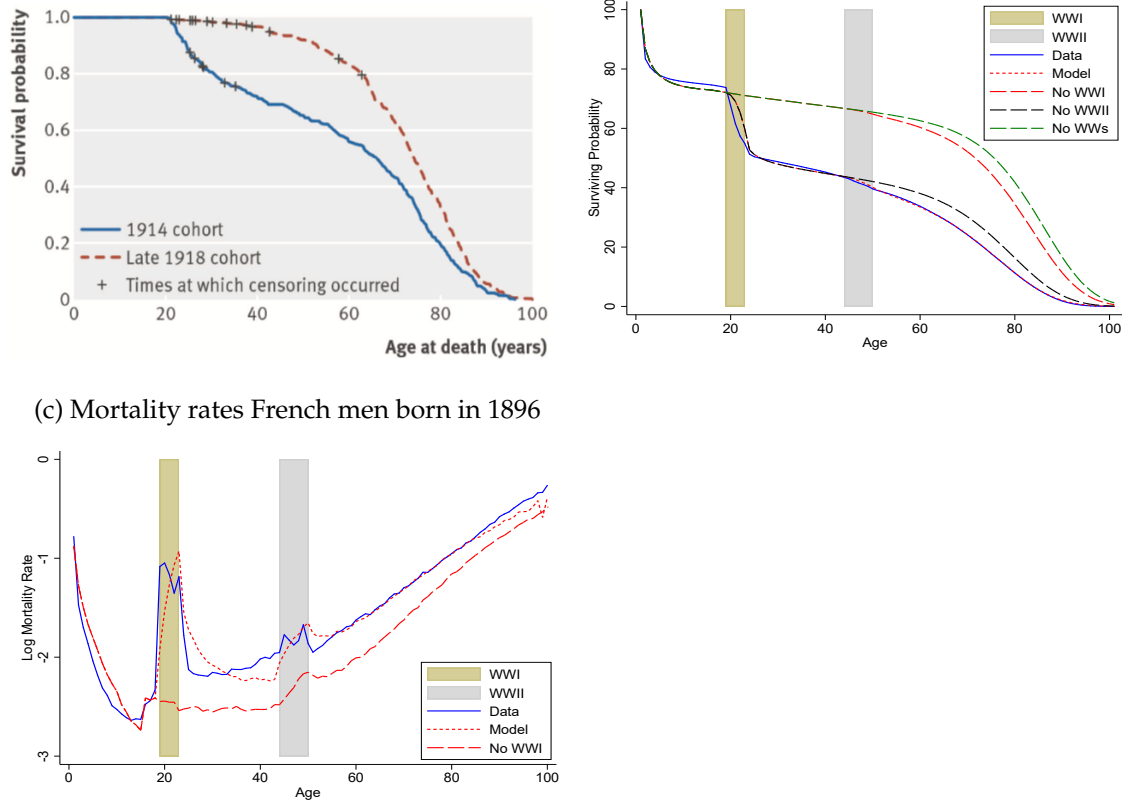 Survival probability
1.0
0.8
0.6
0.4
0.2
0
1914 cohort
Late 1918 cohort
Times at which censoring occurred
0
20
40
60
80
100
Age at death (years)
Surviving Probability
100
80
60
40
20
0
WWI
WWII
Data
Model
No WWI
No WWII
No WWs
0
20
40
60
80
100
Age
(c) Mortality rates French men born in 1896
Log Mortality Rate
0
-1
-2
-3
WWI
WWII
Data
Model
No WWI
0
20
40
60
80
100
Age